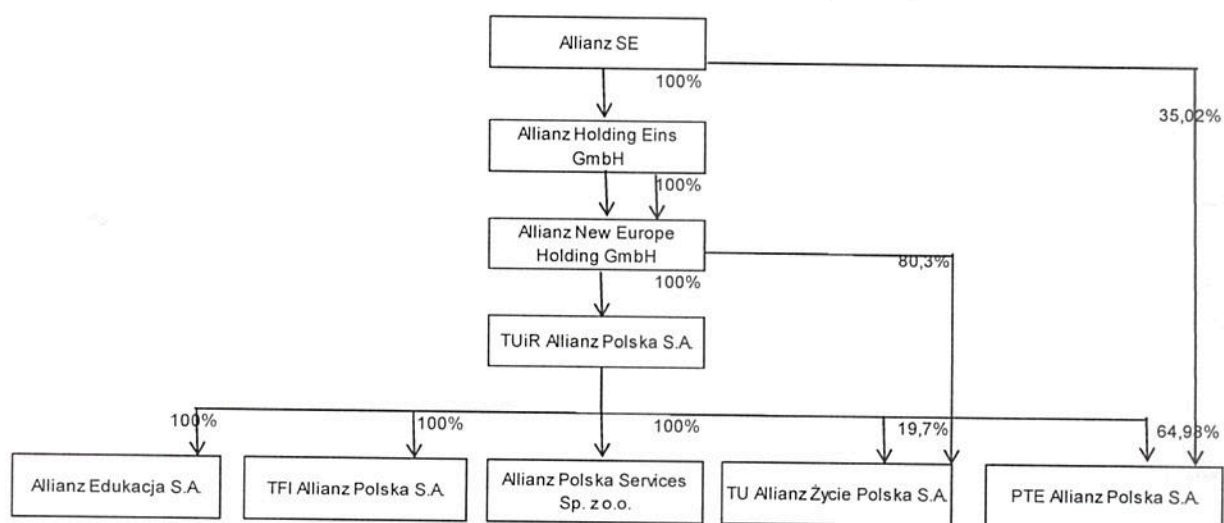 Allianz SE
100%
35,02%
Allianz Holding Eins
GmbH
100%
Allianz New Europe
Holding GmbH
80,3%
100%
TUiR Allianz Polska S.A.
100%
100%
100%
19,7%
64,98%
Allianz Edukacja S.A.
TFI Allianz Polska S.A.
Allianz Polska Services
Sp. z o.o.
TU Allianz Życie Polska S.A.
PTE Allianz Polska S.A.